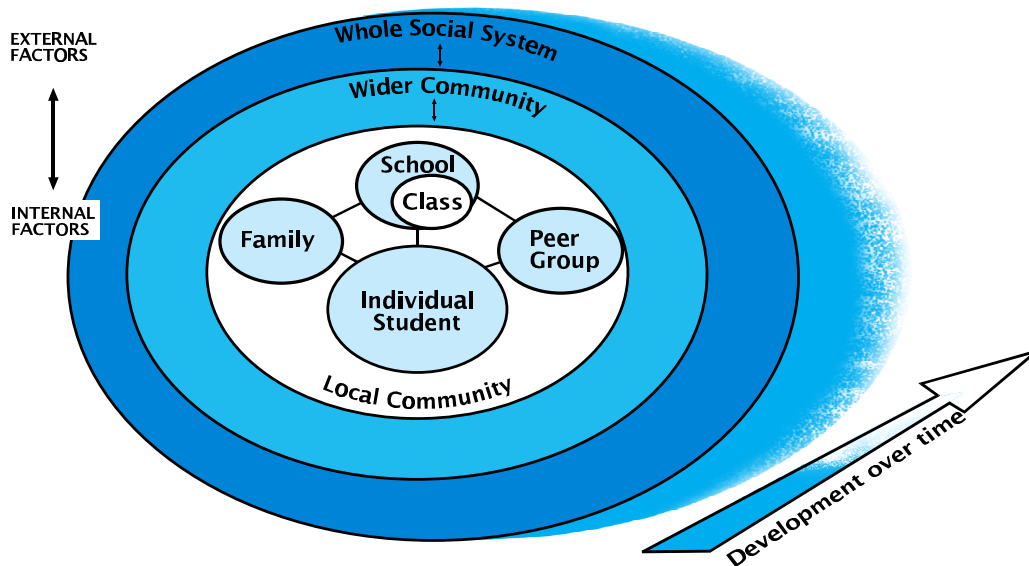 EXTERNAL
FACTORS
INTERNAL
FACTORS
Whole Social System
Wider Community
School
Class
Family
Peer
Group
Individual
Student
Local Community
Development over time